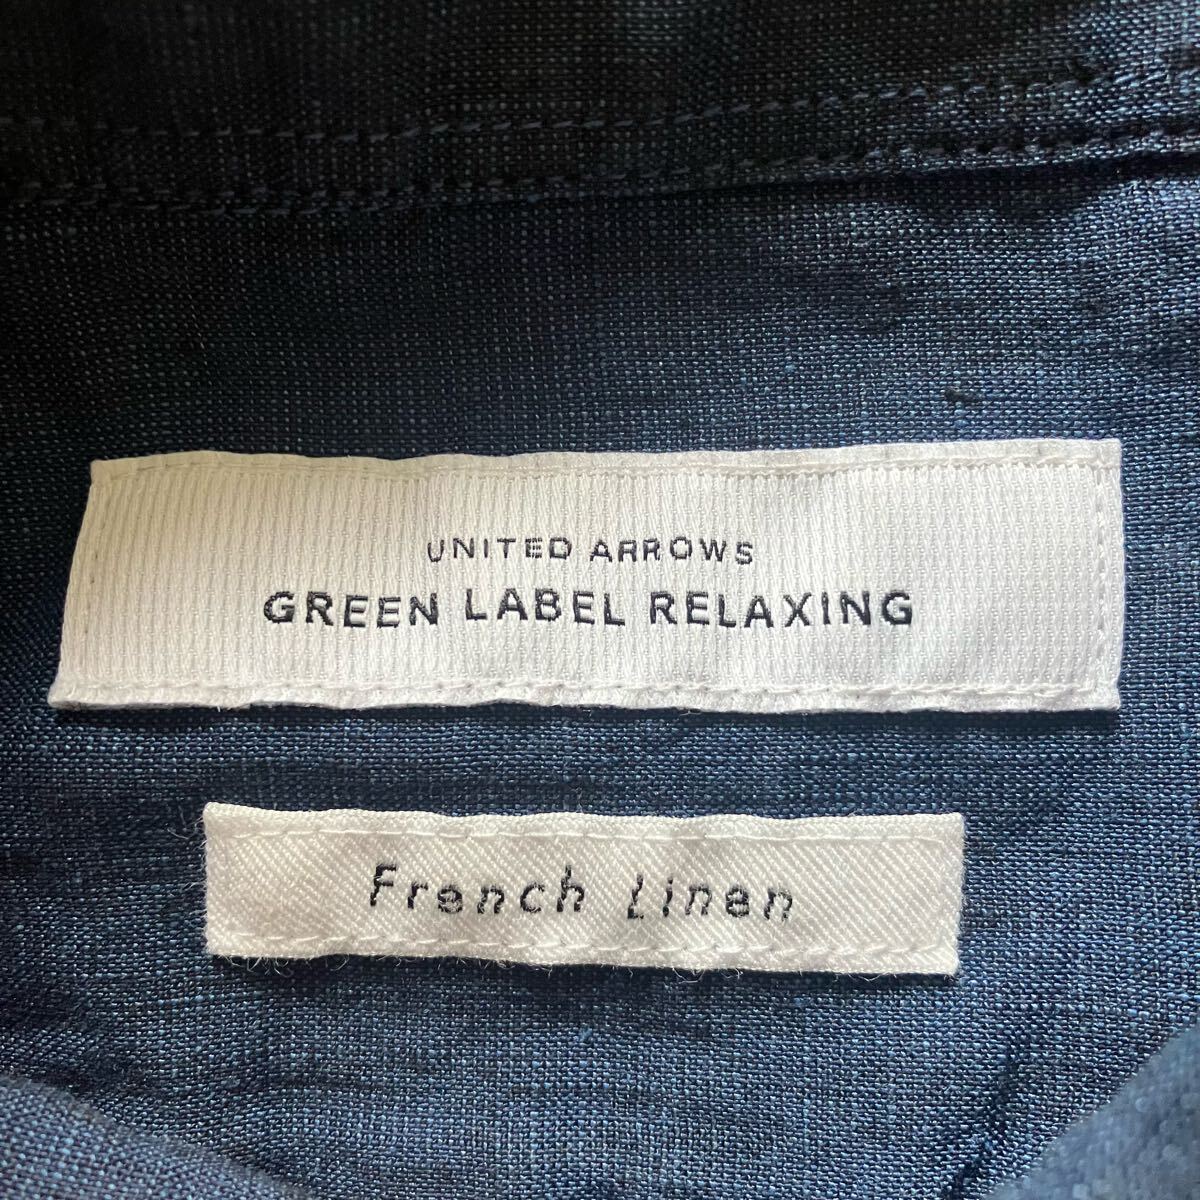 UNITED ARROWS
GREEN LABEL RELAXING
French Linen